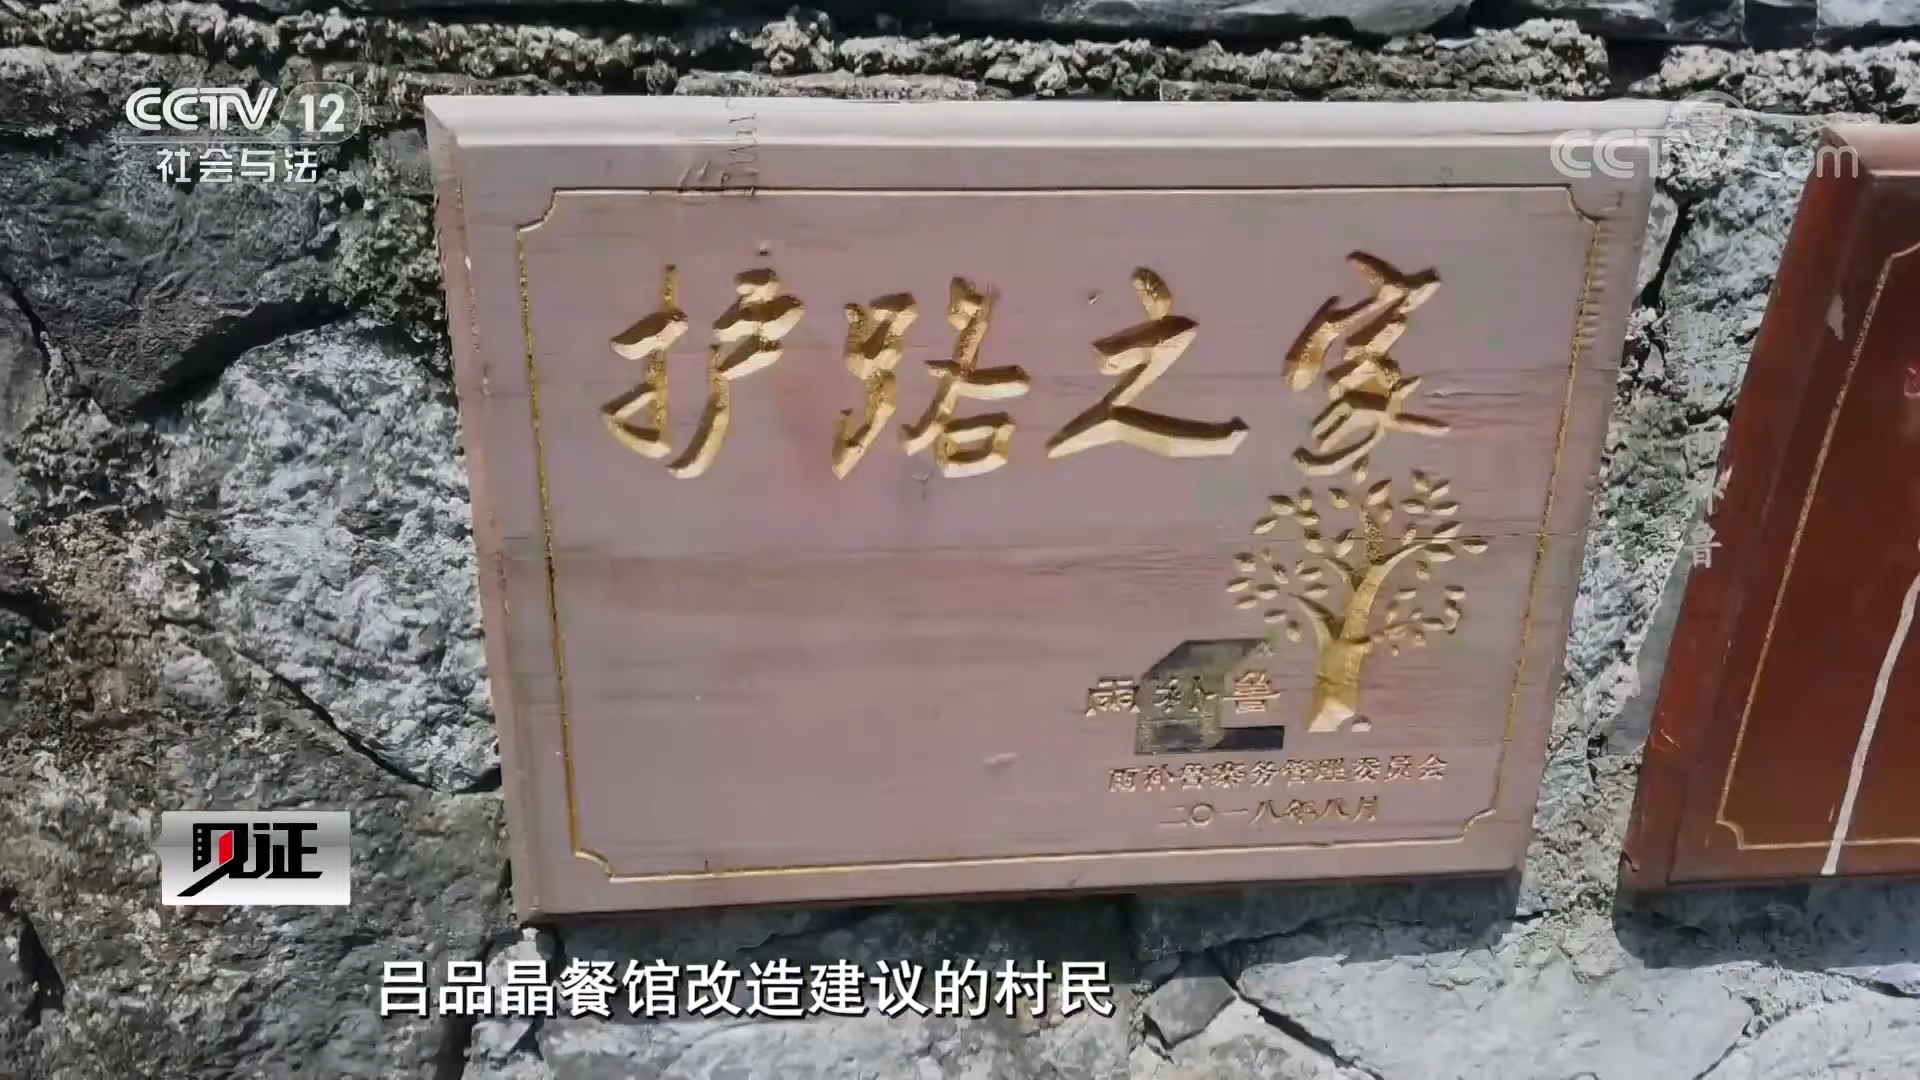 CCTV 12
社会与法
CCTV.com
护路之家
雨补鲁
雨补鲁寨务管理委员会
二〇一八年八月
见证
吕品晶餐馆改造建议的村民